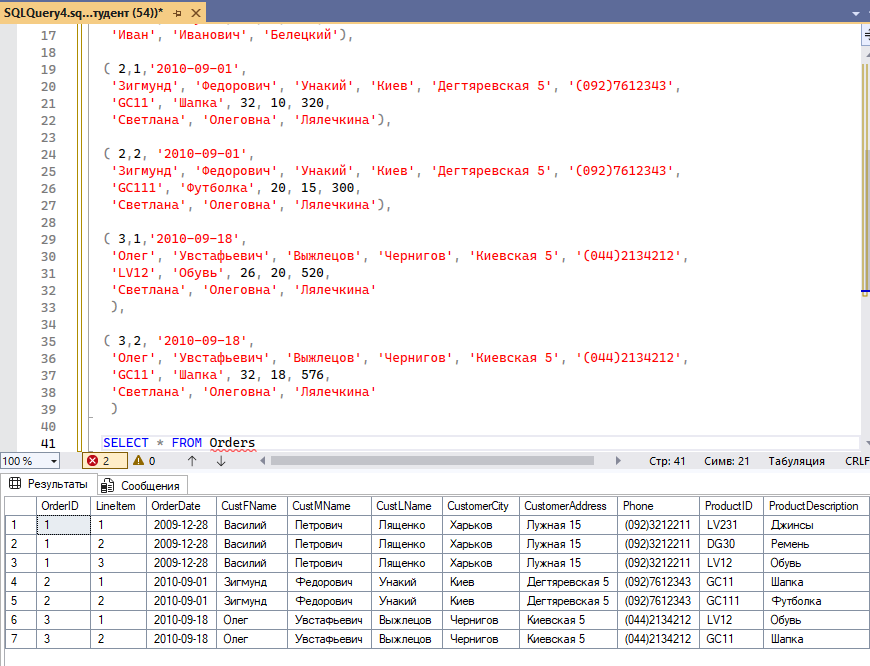 SQLQuery4.sq...тудент (54))*
17 'Иван', 'Иванович', 'Белецкий'),
18
19 ( 2,1,'2010-09-01',
20 'Зигмунд', 'Федорович', 'Унакий', 'Киев', 'Дегтяревская 5', '(092)7612343',
21 'GC11', 'Шапка', 32, 10, 320,
22 'Светлана', 'Олеговна', 'Лялечкина'),
23
24 ( 2,2, '2010-09-01',
25 'Зигмунд', 'Федорович', 'Унакий', 'Киев', 'Дегтяревская 5', '(092)7612343',
26 'GC111', 'Футболка', 20, 15, 300,
27 'Светлана', 'Олеговна', 'Лялечкина'),
28
29 ( 3,1,'2010-09-18',
30 'Олег', 'Увстафьевич', 'Выжлецов', 'Чернигов', 'Киевская 5', '(044)2134212',
31 'LV12', 'Обувь', 26, 20, 520,
32 'Светлана', 'Олеговна', 'Лялечкина'
33 ),
34
35 ( 3,2, '2010-09-18',
36 'Олег', 'Увстафьевич', 'Выжлецов', 'Чернигов', 'Киевская 5', '(044)2134212',
37 'GC11', 'Шапка', 32, 18, 576,
38 'Светлана', 'Олеговна', 'Лялечкина'
39 )
40
41 SELECT * FROM Orders
100 % 2 0 Стр: 41 Симв: 21 Табуляция CRLF
Результаты Сообщения
OrderID LineItem OrderDate CustFName CustMName CustLName CustomerCity CustomerAddress Phone ProductID ProductDescription
1 1 1 2009-12-28 Василий Петрович Лященко Харьков Лужная 15 (092)3212211 LV231 Джинсы
2 1 2 2009-12-28 Василий Петрович Лященко Харьков Лужная 15 (092)3212211 DG30 Ремень
3 1 3 2009-12-28 Василий Петрович Лященко Харьков Лужная 15 (092)3212211 LV12 Обувь
4 2 1 2010-09-01 Зигмунд Федорович Унакий Киев Дегтяревская 5 (092)7612343 GC11 Шапка
5 2 2 2010-09-01 Зигмунд Федорович Унакий Киев Дегтяревская 5 (092)7612343 GC111 Футболка
6 3 1 2010-09-18 Олег Увстафьевич Выжлецов Чернигов Киевская 5 (044)2134212 LV12 Обувь
7 3 2 2010-09-18 Олег Увстафьевич Выжлецов Чернигов Киевская 5 (044)2134212 GC11 Шапка